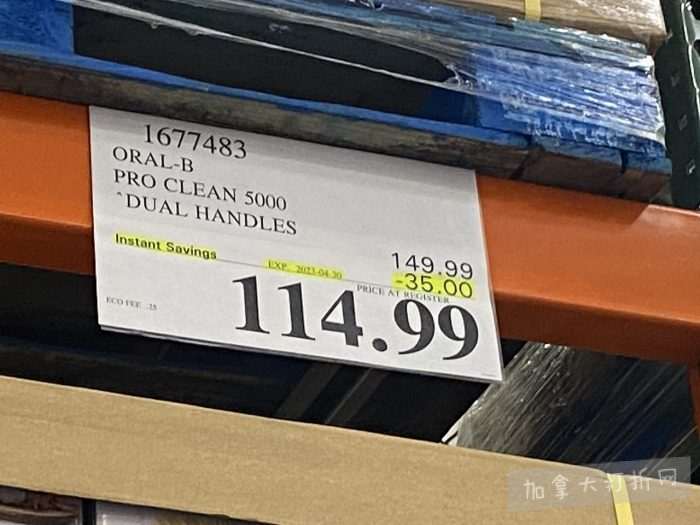 1677483
ORAL-B
PRO CLEAN 5000
^DUAL HANDLES
149.99
Instant Savings EXP. 2023-04-30 -35.00
PRICE AT REGISTER
ECO FEE .25
114.99
加拿大打折网